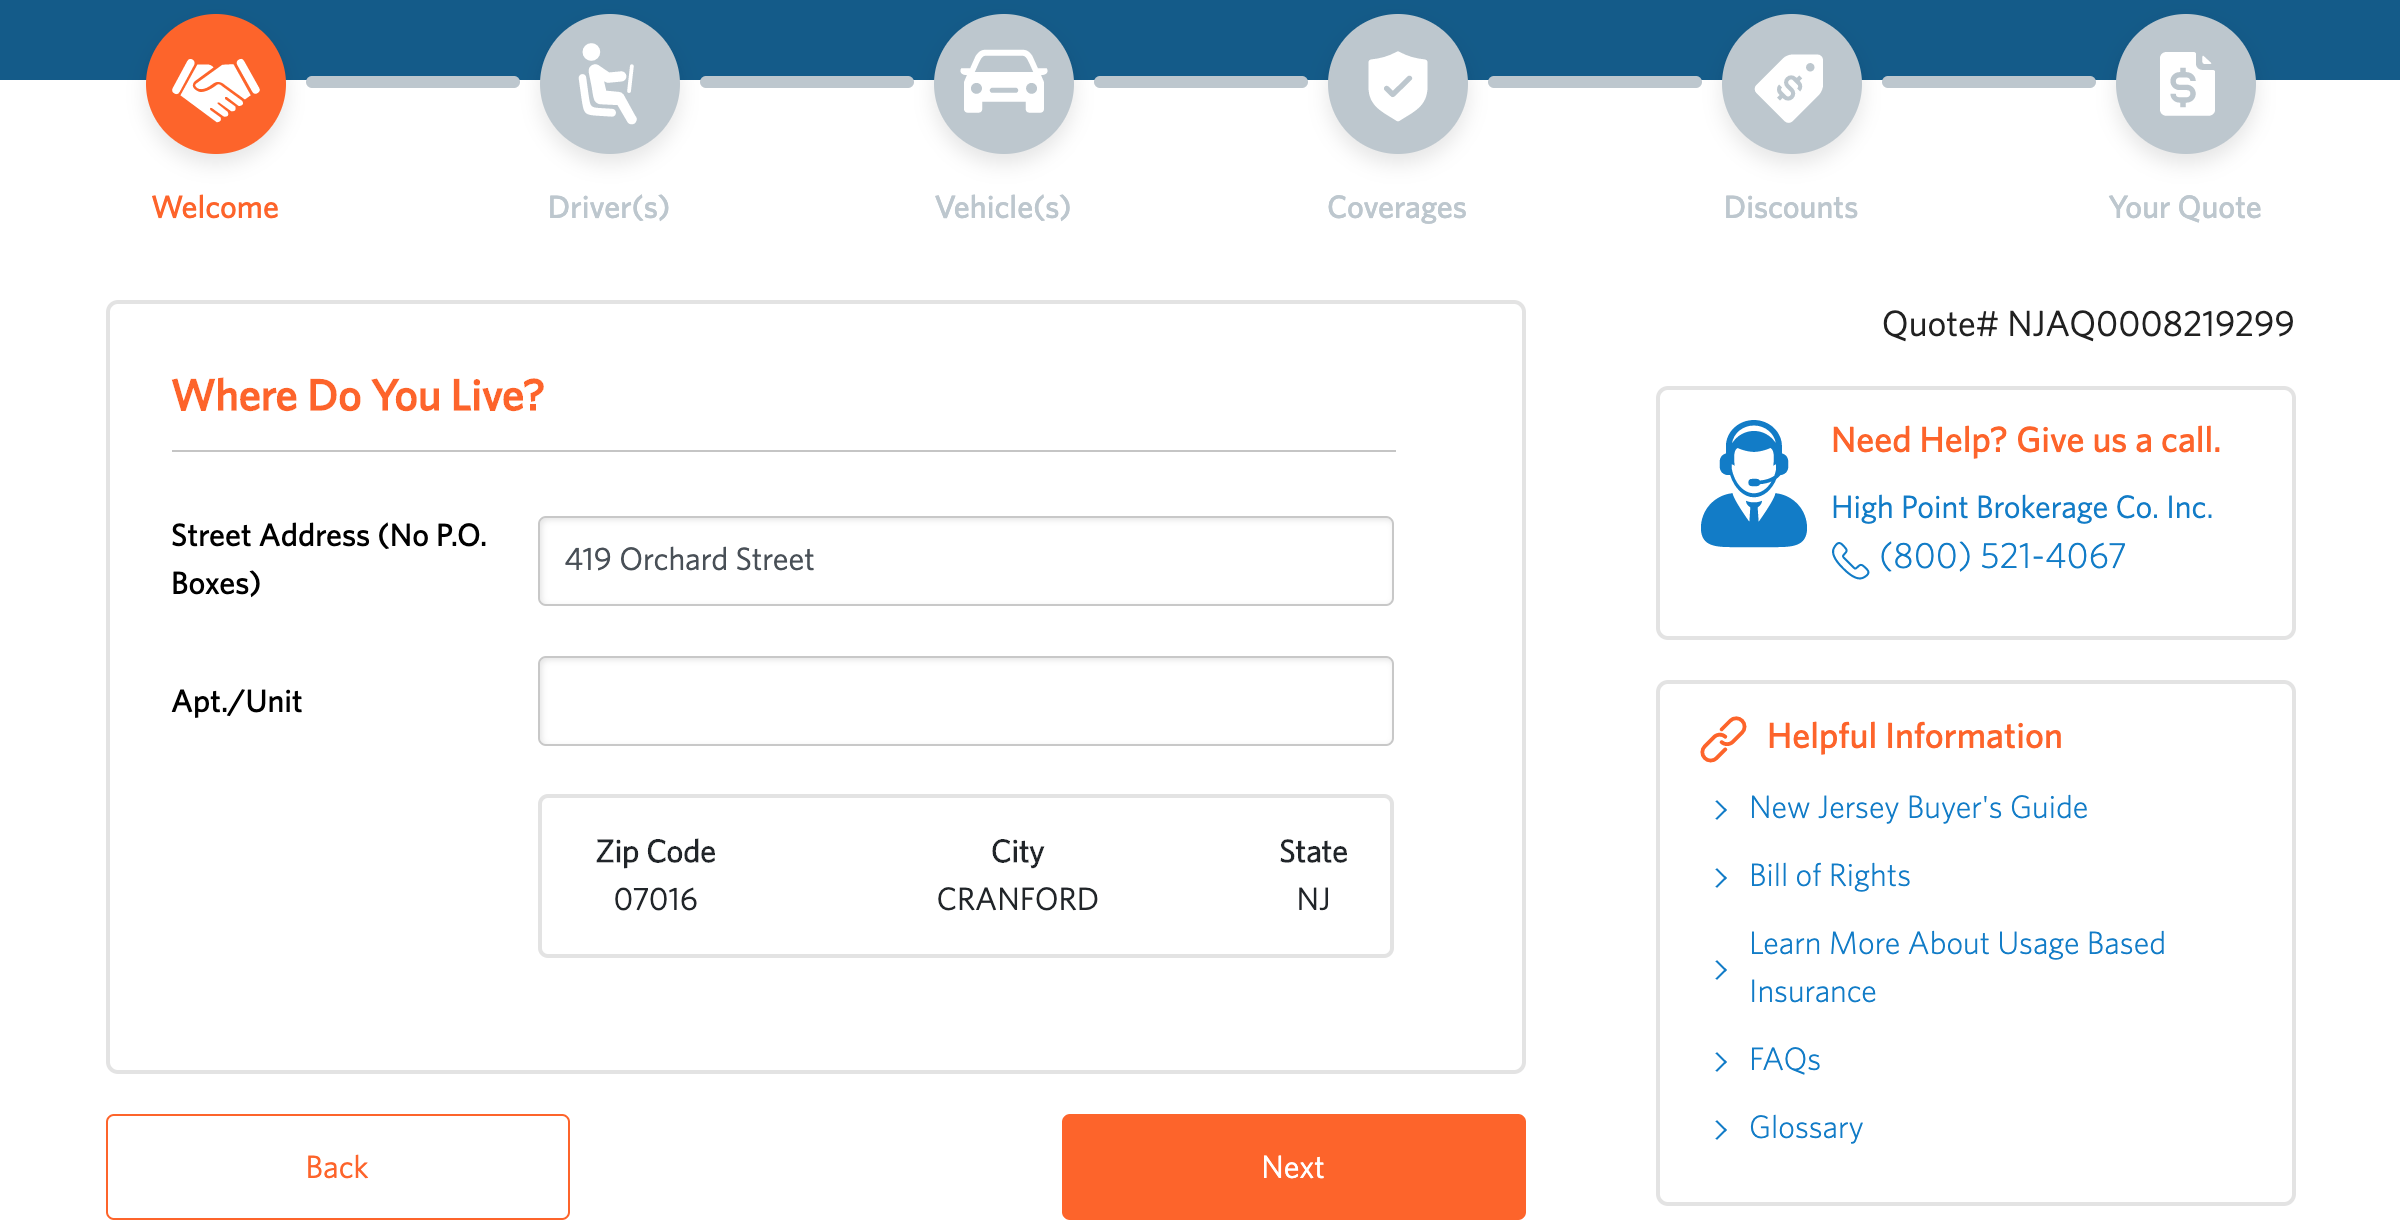 Welcome
Driver(s)
Vehicle(s)
Coverages
Discounts
Your Quote
Where Do You Live?
Street Address (No P.O.
Boxes)
419 Orchard Street
Apt./Unit
Zip Code City State
07016 CRANFORD NJ
Back
Next
Quote# NJAQ0008219299
Need Help? Give us a call.
High Point Brokerage Co. Inc.
(800) 521-4067
Helpful Information
New Jersey Buyer's Guide
Bill of Rights
Learn More About Usage Based
Insurance
FAQs
Glossary